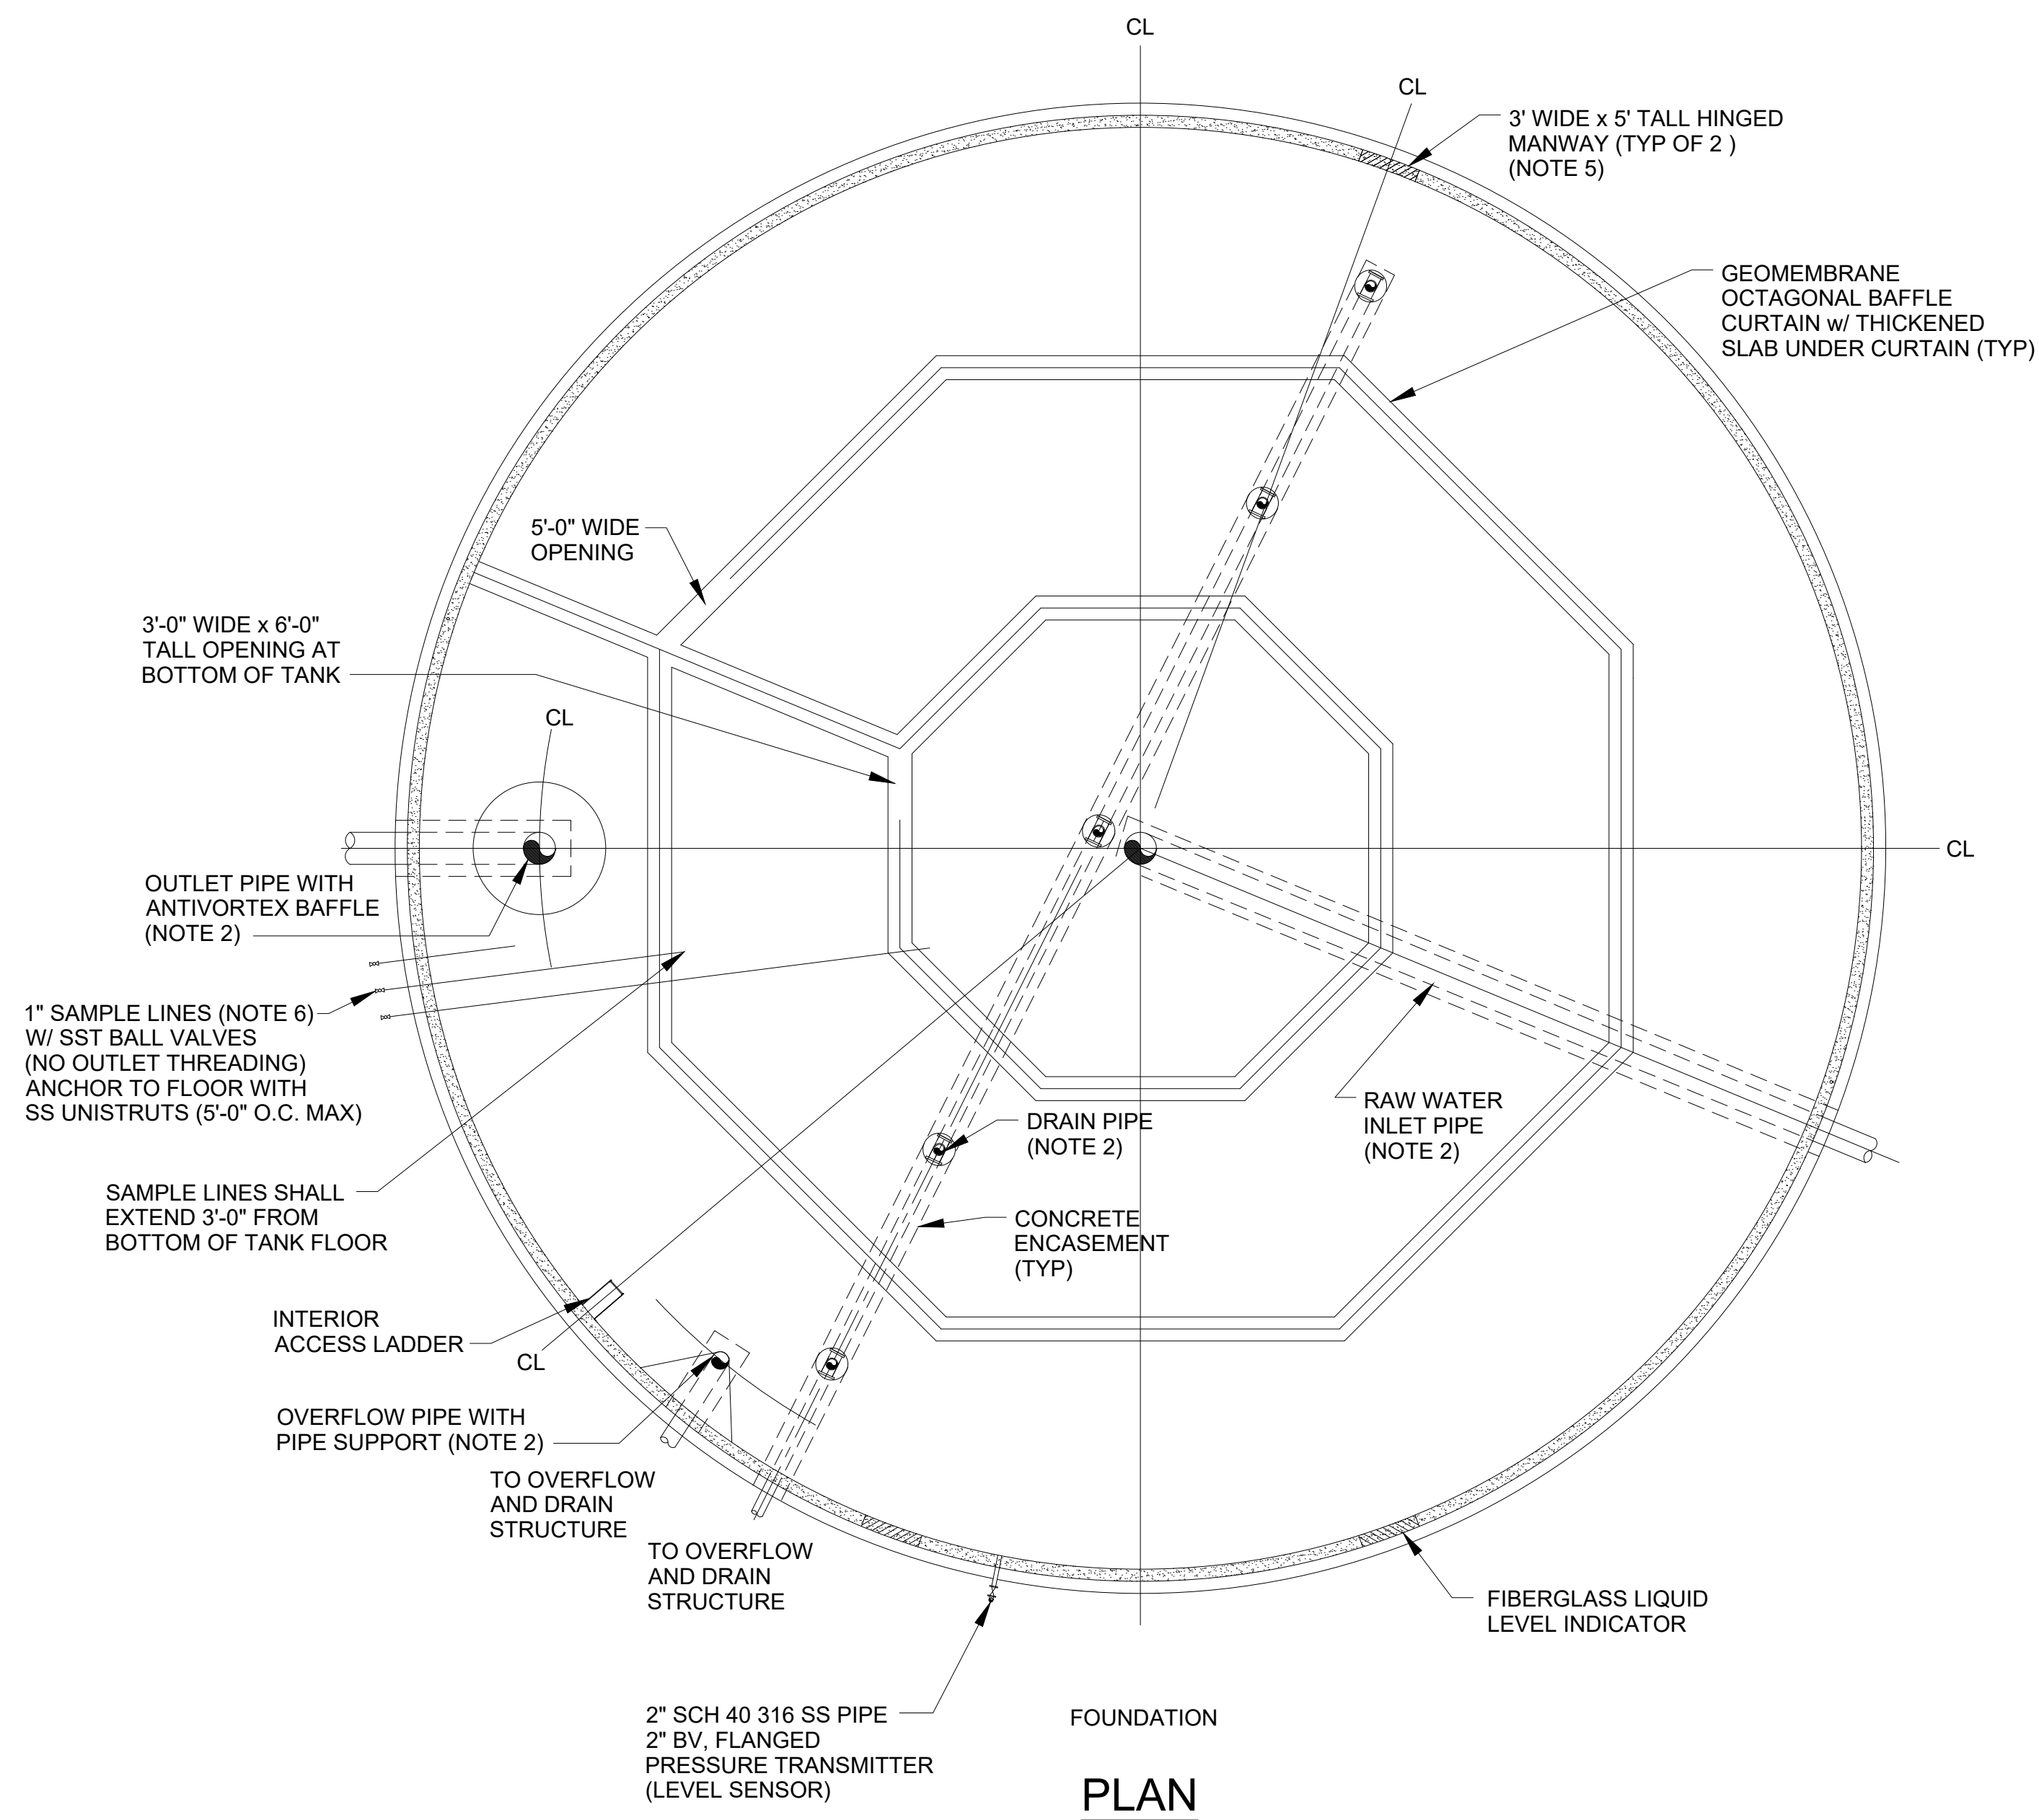 CL
CL
3' WIDE x 5' TALL HINGED
MANWAY (TYP OF 2 )
(NOTE 5)
GEOMEMBRANE
OCTAGONAL BAFFLE
CURTAIN w/ THICKENED
SLAB UNDER CURTAIN (TYP)
5'-0" WIDE
OPENING
3'-0" WIDE x 6'-0"
TALL OPENING AT
BOTTOM OF TANK
CL
CL
OUTLET PIPE WITH
ANTIVORTEX BAFFLE
(NOTE 2)
1" SAMPLE LINES (NOTE 6)
W/ SST BALL VALVES
(NO OUTLET THREADING)
ANCHOR TO FLOOR WITH
SS UNISTRUTS (5'-0" O.C. MAX)
DRAIN PIPE
(NOTE 2)
RAW WATER
INLET PIPE
(NOTE 2)
SAMPLE LINES SHALL
EXTEND 3'-0" FROM
BOTTOM OF TANK FLOOR
CONCRETE
ENCASEMENT
(TYP)
INTERIOR
ACCESS LADDER
CL
OVERFLOW PIPE WITH
PIPE SUPPORT (NOTE 2)
TO OVERFLOW
AND DRAIN
STRUCTURE
TO OVERFLOW
AND DRAIN
STRUCTURE
FIBERGLASS LIQUID
LEVEL INDICATOR
2" SCH 40 316 SS PIPE
2" BV, FLANGED
PRESSURE TRANSMITTER
(LEVEL SENSOR)
FOUNDATION
PLAN